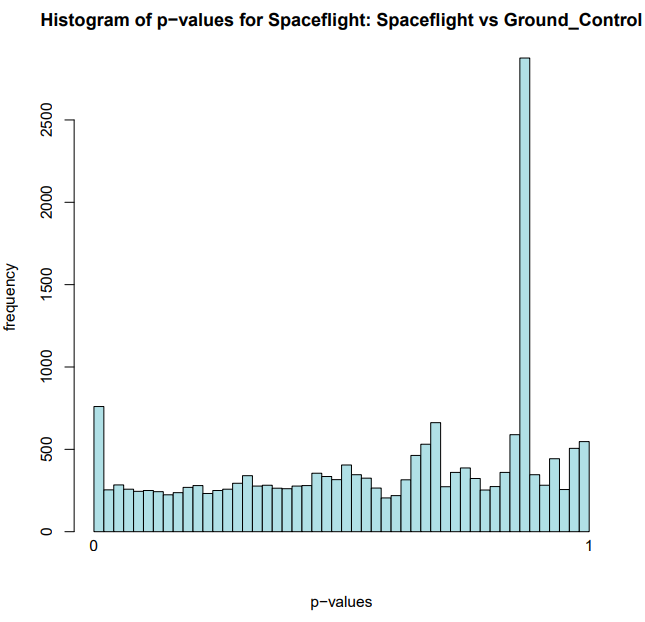 Histogram of p−values for Spaceflight: Spaceflight vs Ground_Control
frequency
2500
2000
1500
1000
500
0
0 1
p−values